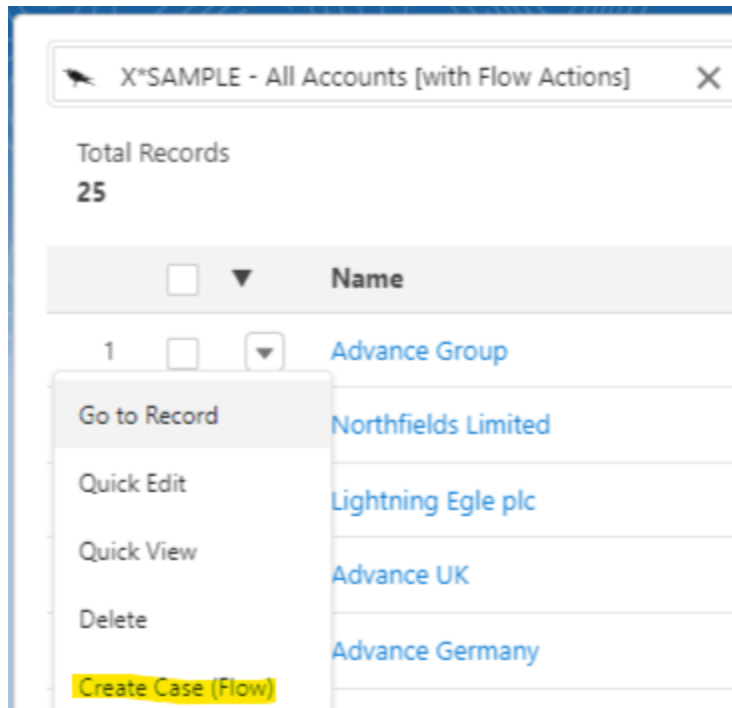 X*SAMPLE - All Accounts [with Flow Actions]
Total Records
25
Name
1 Advance Group
Go to Record
Northfields Limited
Quick Edit
Lightning Egle plc
Quick View
Advance UK
Delete
Advance Germany
Create Case (Flow)